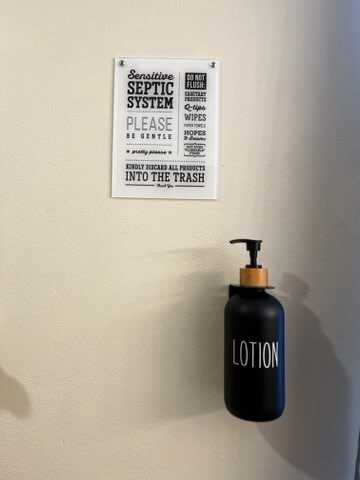 Sensitive
SEPTIC
SYSTEM
PLEASE
BE GENTLE
pretty please
DO NOT
FLUSH:
SANITARY
PRODUCTS
Q-tips
WIPES
PAPER TOWELS
HOPES
& Dreams
KINDLY DISCARD ALL PRODUCTS
INTO THE TRASH
Thank You
LOTION